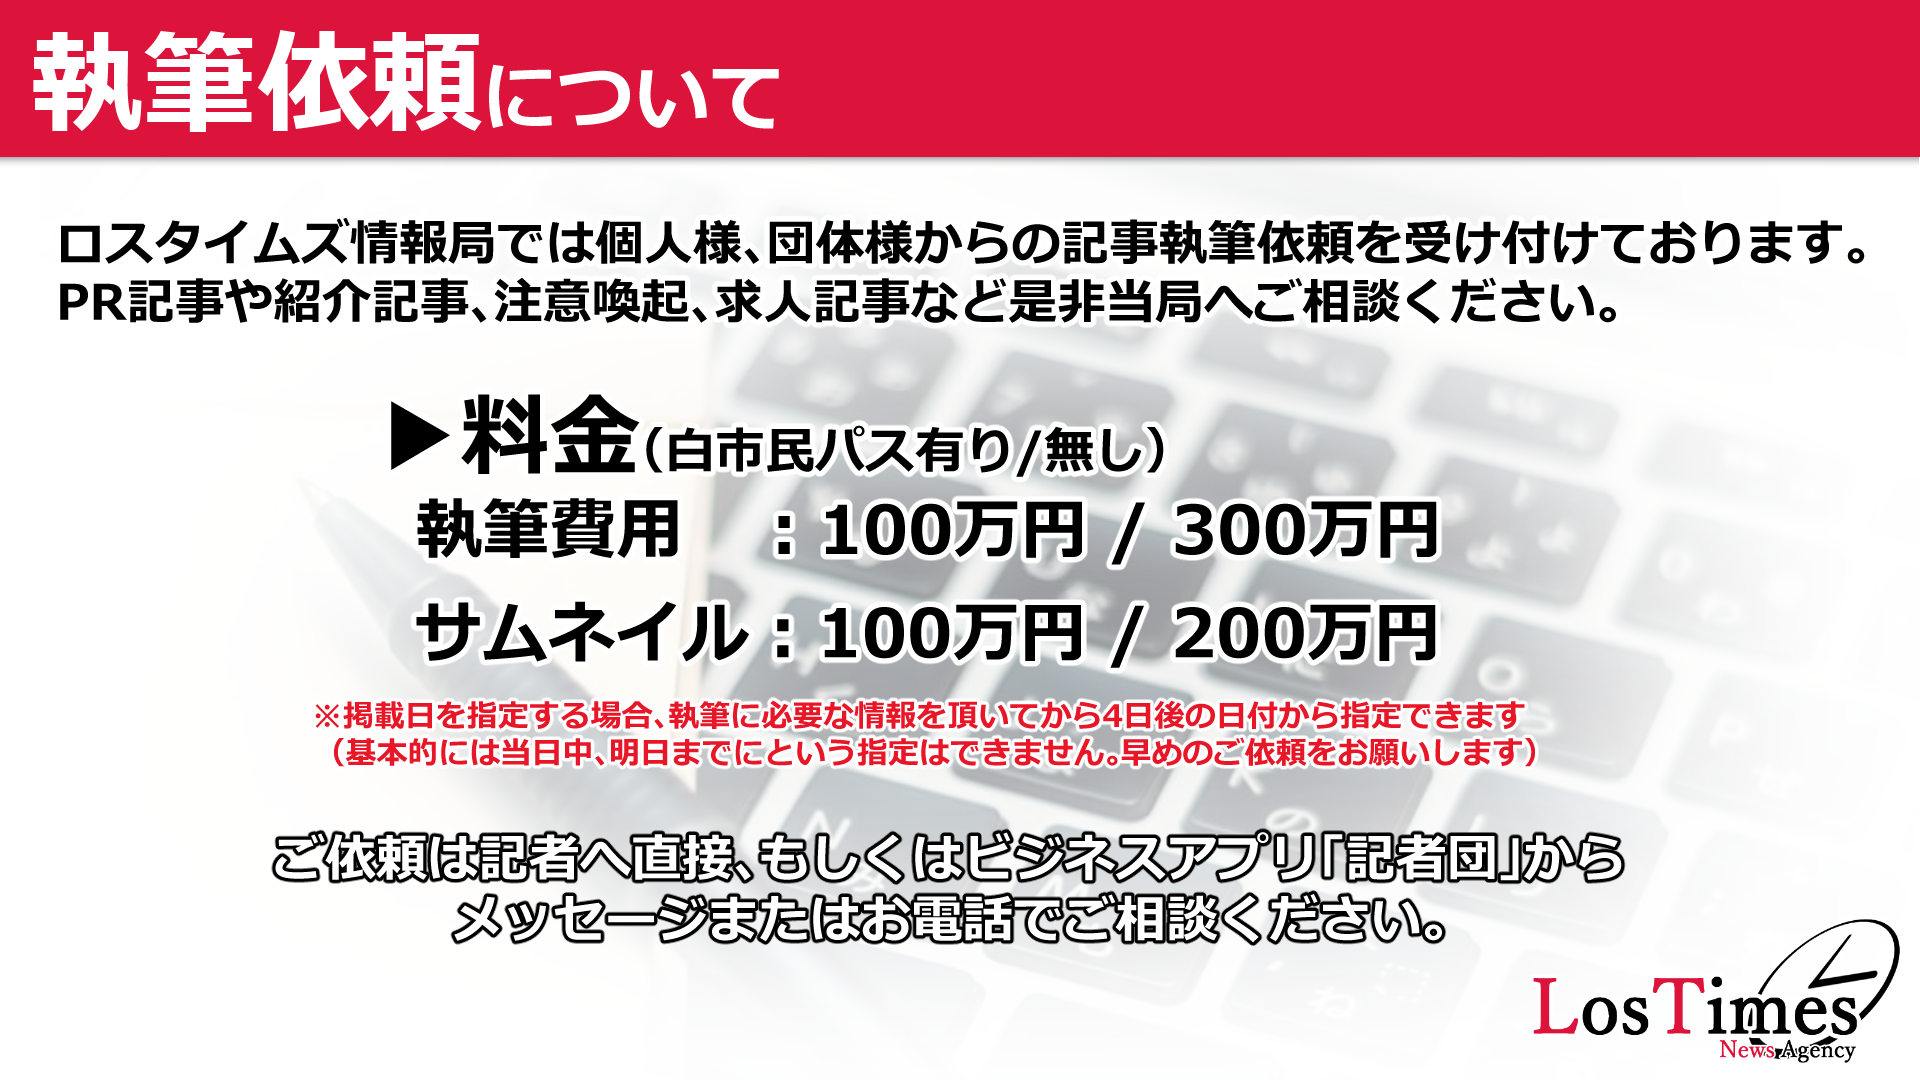 執筆依頼について
ロスタイムズ情報局では個人様、団体様からの記事執筆依頼を受け付けております。
PR記事や紹介記事、注意喚起、求人記事など是非当局へご相談ください。
▶料金（白市民パス有り/無し）
執筆費用　：100万円 / 300万円
サムネイル：100万円 / 200万円
※掲載日を指定する場合、執筆に必要な情報を頂いてから4日後の日付から指定できます
（基本的には当日中、明日までにという指定はできません。早めのご依頼をお願いします）
ご依頼は記者へ直接、もしくはビジネスアプリ「記者団」から
メッセージまたはお電話でご相談ください。
LosTimes
News Agency